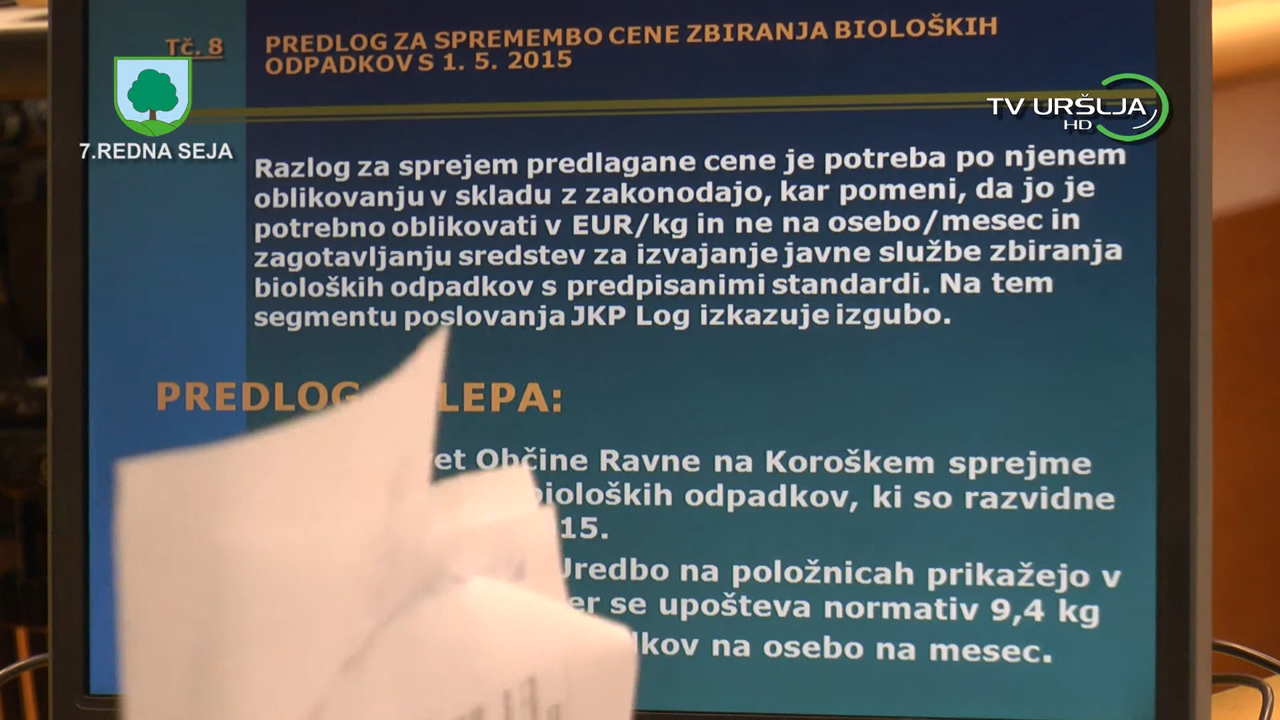 Tč. 8
PREDLOG ZA SPREMEMBO CENE ZBIRANJA BIOLOŠKIH
ODPADKOV S 1. 5. 2015
TV URŠLJA
HD
7.REDNA SEJA
Razlog za sprejem predlagane cene je potreba po njenem
oblikovanju v skladu z zakonodajo, kar pomeni, da jo je
potrebno oblikovati v EUR/kg in ne na osebo/mesec in
zagotavljanju sredstev za izvajanje javne službe zbiranja
bioloških odpadkov s predpisanimi standardi. Na tem
segmentu poslovanja JKP Log izkazuje izgubo.
PREDLOG LEPA:
et Občine Ravne na Koroškem sprejme
bioloških odpadkov, ki so razvidne
15.
Uredbo na položnicah prikažejo v
er se upošteva normativ 9,4 kg
dkov na osebo na mesec.